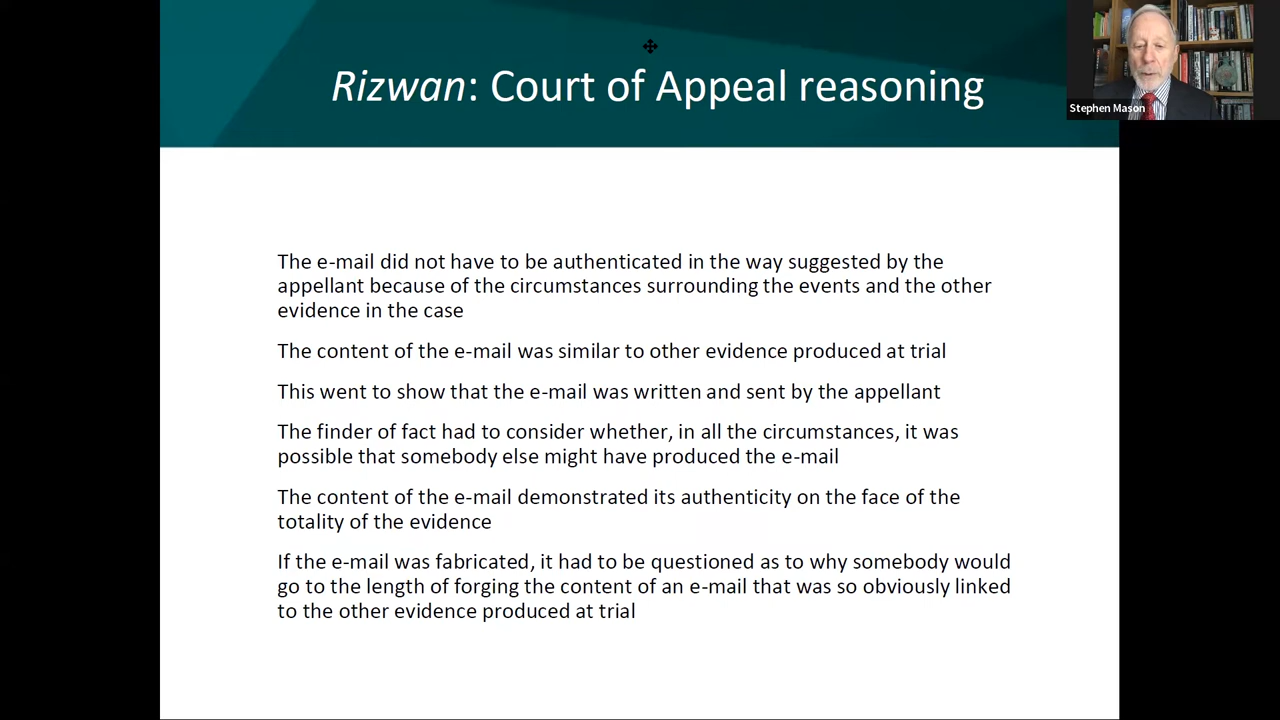 Rizwan: Court of Appeal reasoning
Stephen Mason
The e-mail did not have to be authenticated in the way suggested by the
appellant because of the circumstances surrounding the events and the other
evidence in the case
The content of the e-mail was similar to other evidence produced at trial
This went to show that the e-mail was written and sent by the appellant
The finder of fact had to consider whether, in all the circumstances, it was
possible that somebody else might have produced the e-mail
The content of the e-mail demonstrated its authenticity on the face of the
totality of the evidence
If the e-mail was fabricated, it had to be questioned as to why somebody would
go to the length of forging the content of an e-mail that was so obviously linked
to the other evidence produced at trial